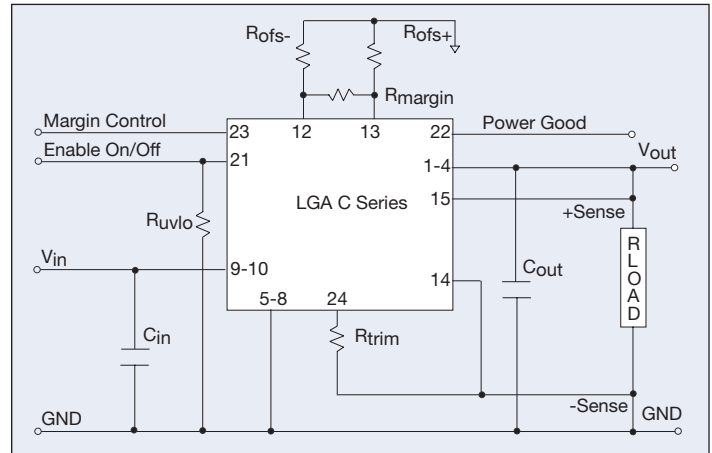 Rofs-
Rofs+
Rmargin
Margin Control
23
12
13
22
Power Good
Enable On/Off
21
1-4
Vout
LGA C Series
15
+Sense
Ruvlo
RLOAD
Vin
9-10
14
Cout
5-8
24
Cin
Rtrim
-Sense
GND
GND